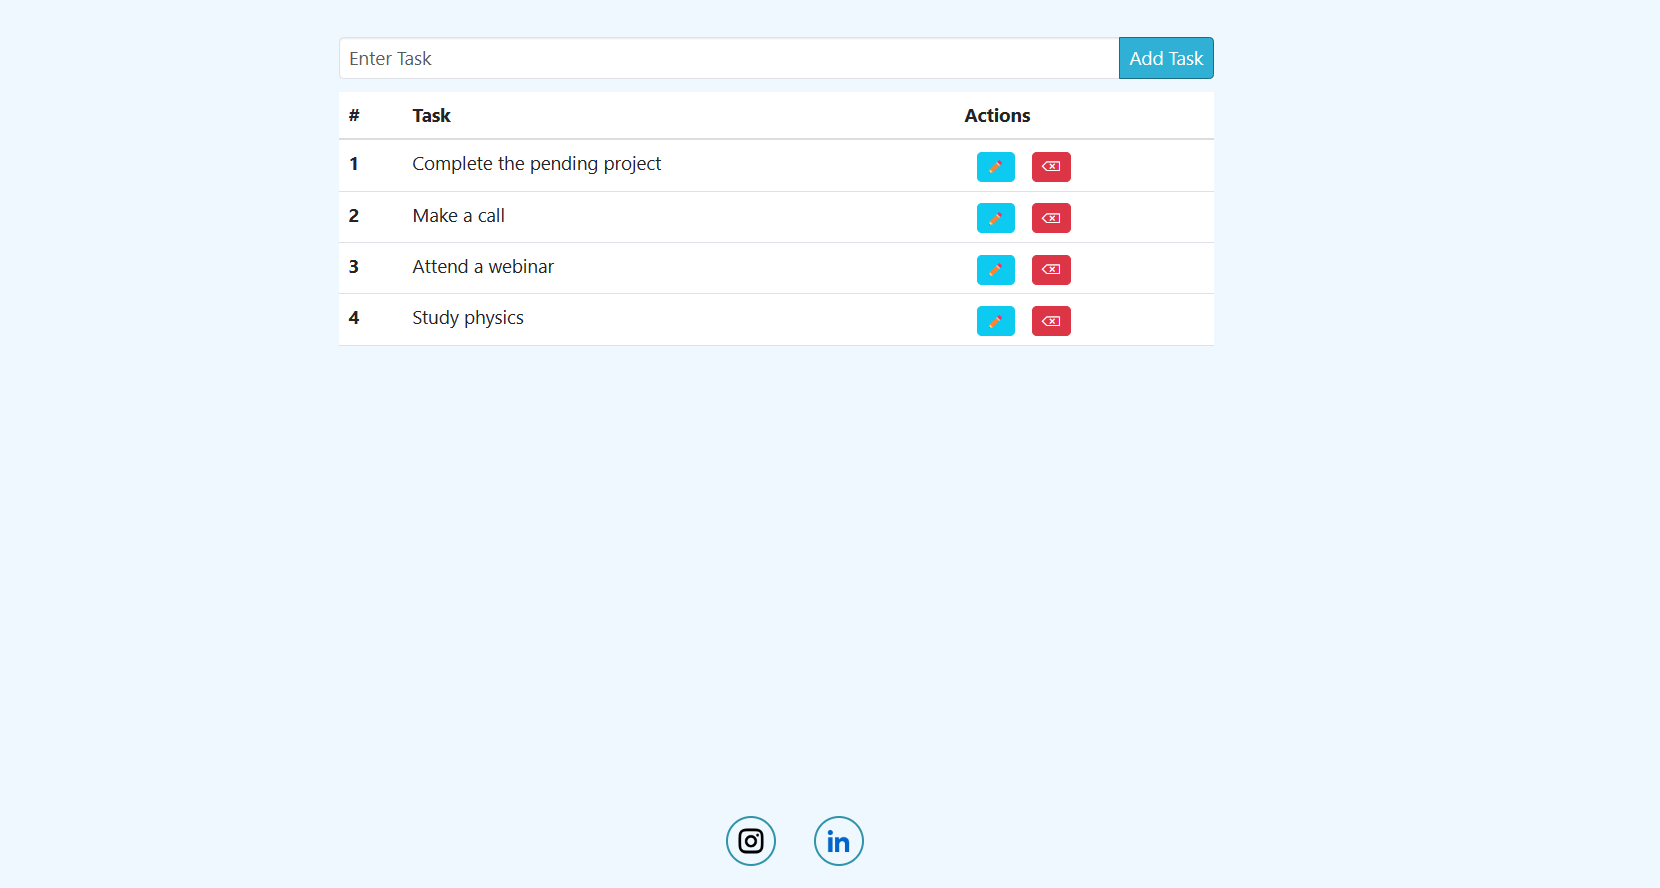 Enter Task Add Task
# Task Actions
1 Complete the pending project
2 Make a call
3 Attend a webinar
4 Study physics
in